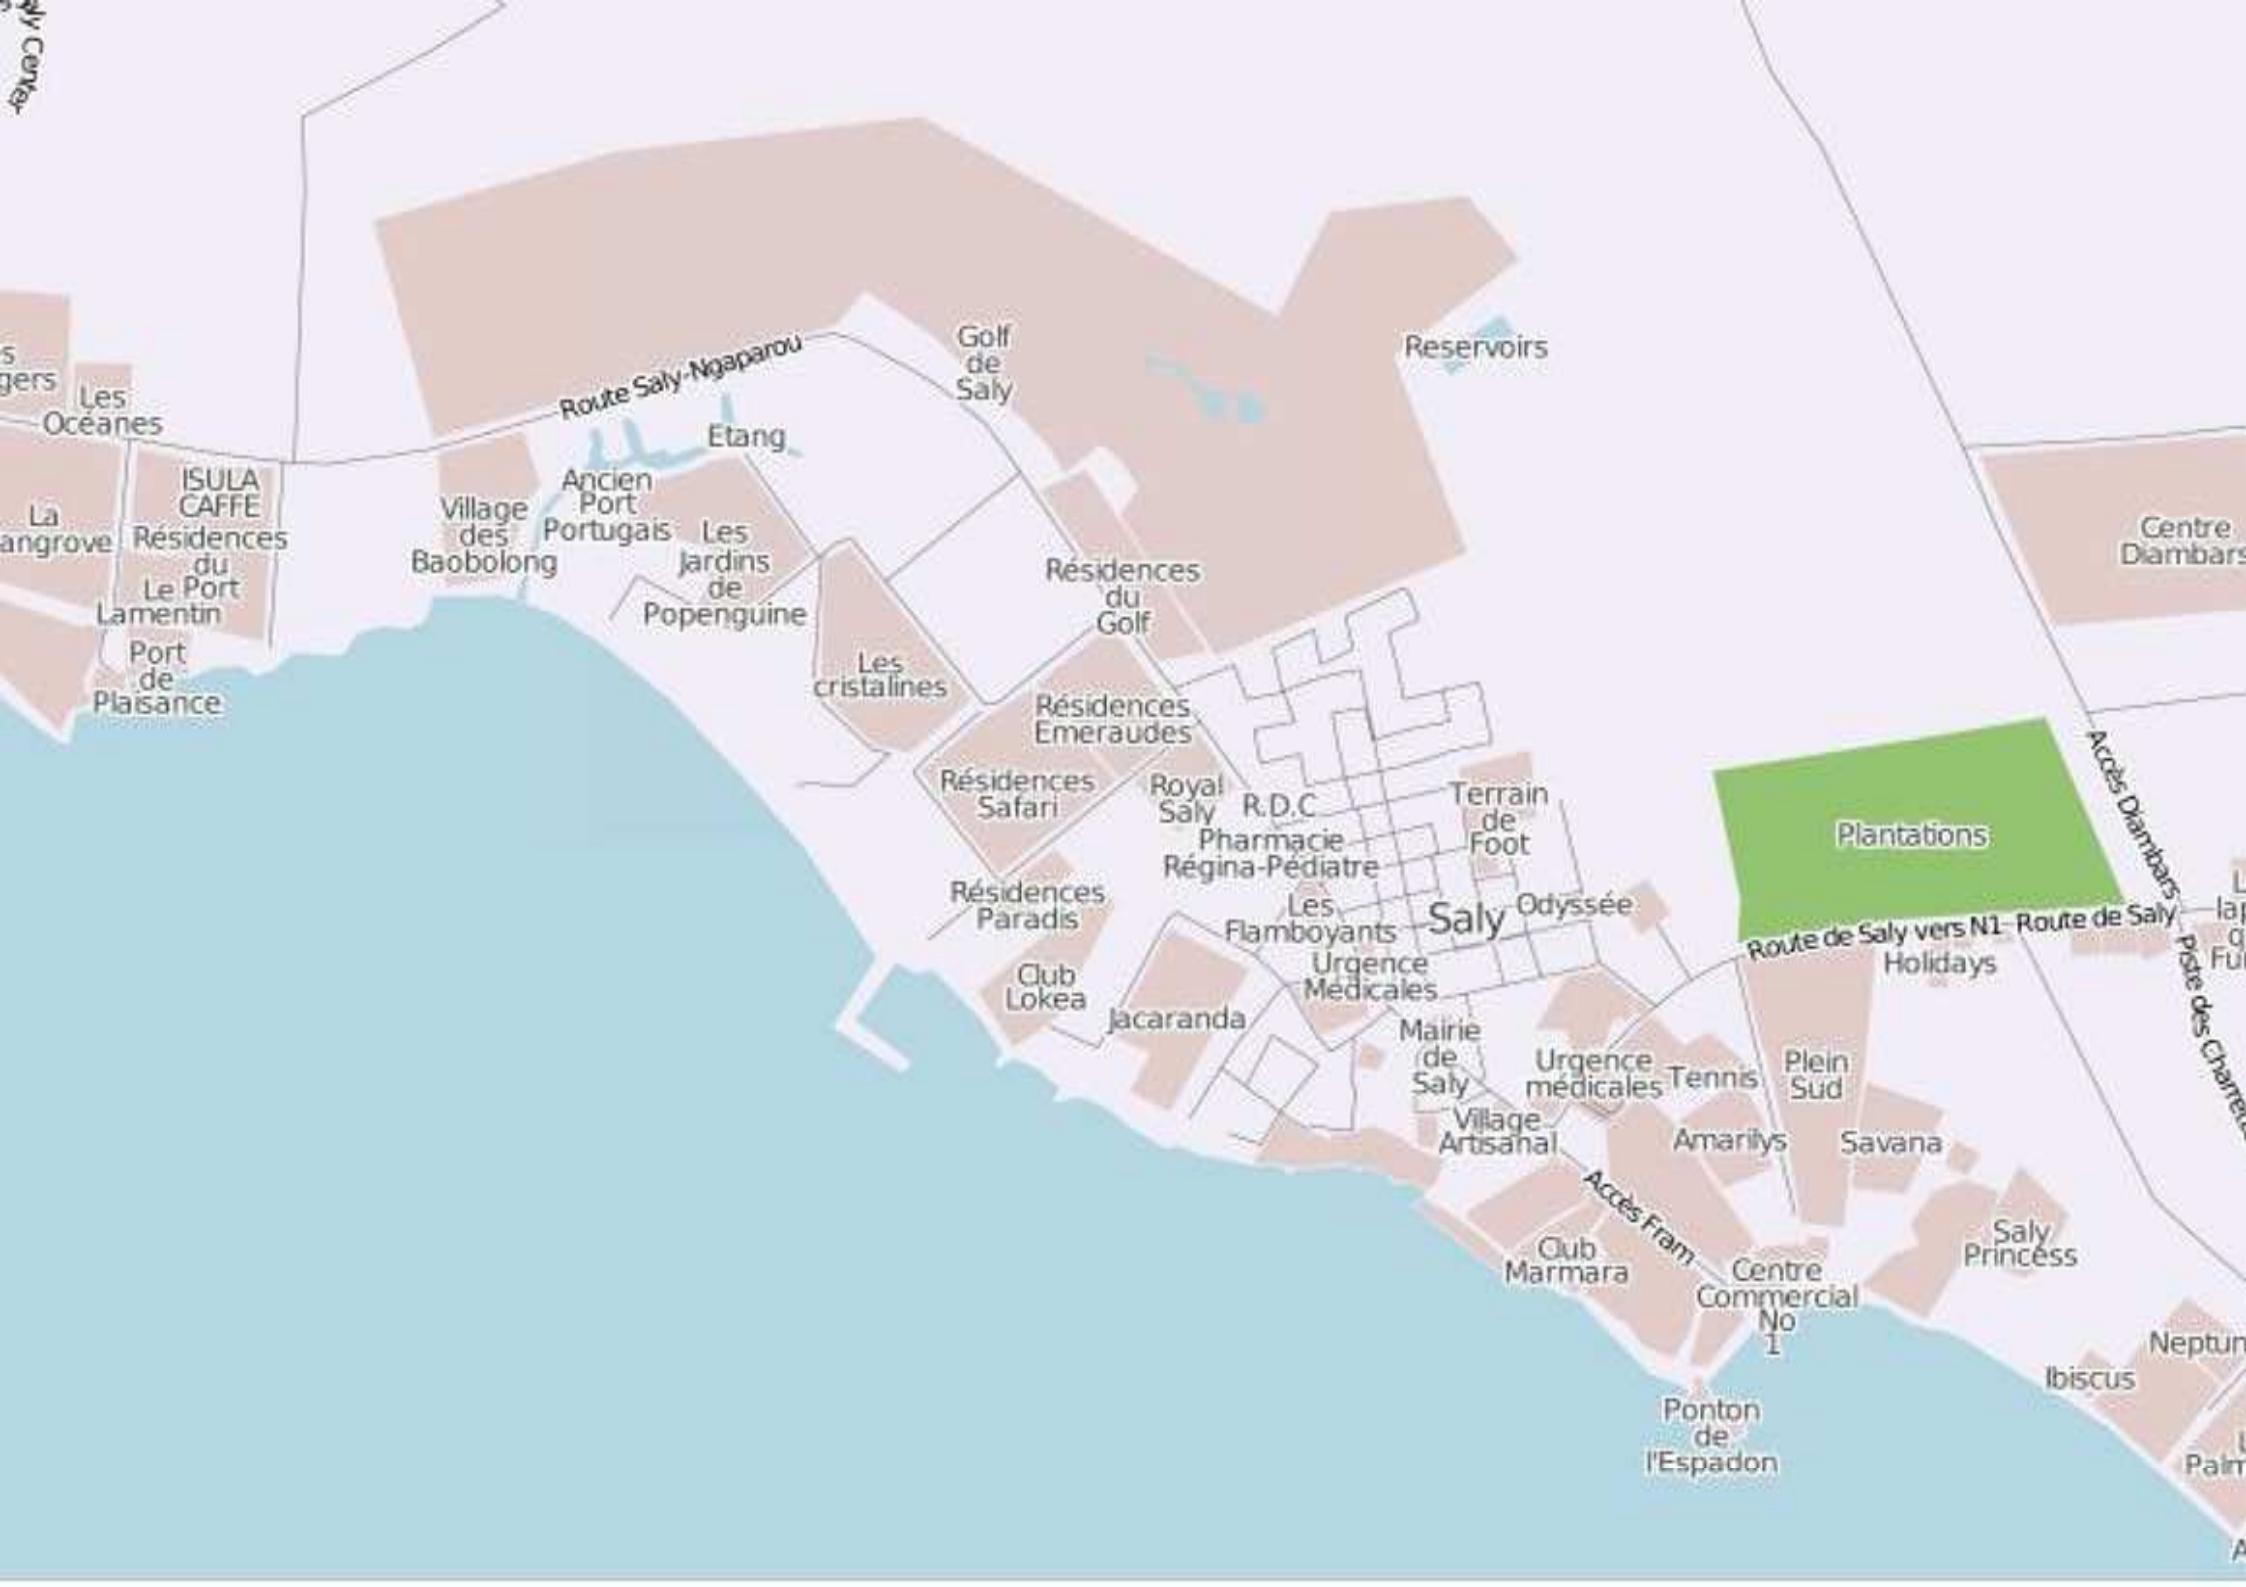 Golf
de
Saly
Reservoirs
Route Saly-Ngaparou
Les
Océanes
Etang
ISULA
CAFFE
Résidences
du
Port
Le
Lamentin
La
Port
de
Plaisance
Village
des
Baobolong
Ancien
Port
Portugais
Les
Jardins
de
Popenguine
Résidences
du
Golf
Les
cristalines
Résidences
Emeraudes
Résidences
Safari
Royal
Saly
R.D.C
Pharmacie
Régina-Pédiatre
Terrain
de
Foot
Centre
Diambars
Plantations
Accès Diambars
Résidences
Paradis
Les
Flamboyants
Saly
Odyssée
Route de Saly vers N1
Route de Saly
Holidays
Urgence
Médicales
Club
Lokea
Jacaranda
Mairie
de
Saly
Urgence
médicales
Tennis
Plein
Sud
Village
Artisanal
Amarilys
Savana
Accès Fram
Saly
Princess
Club
Marmara
Centre
Commercial
No
1
Ibiscus
Ponton
de
l'Espadon
Piste des